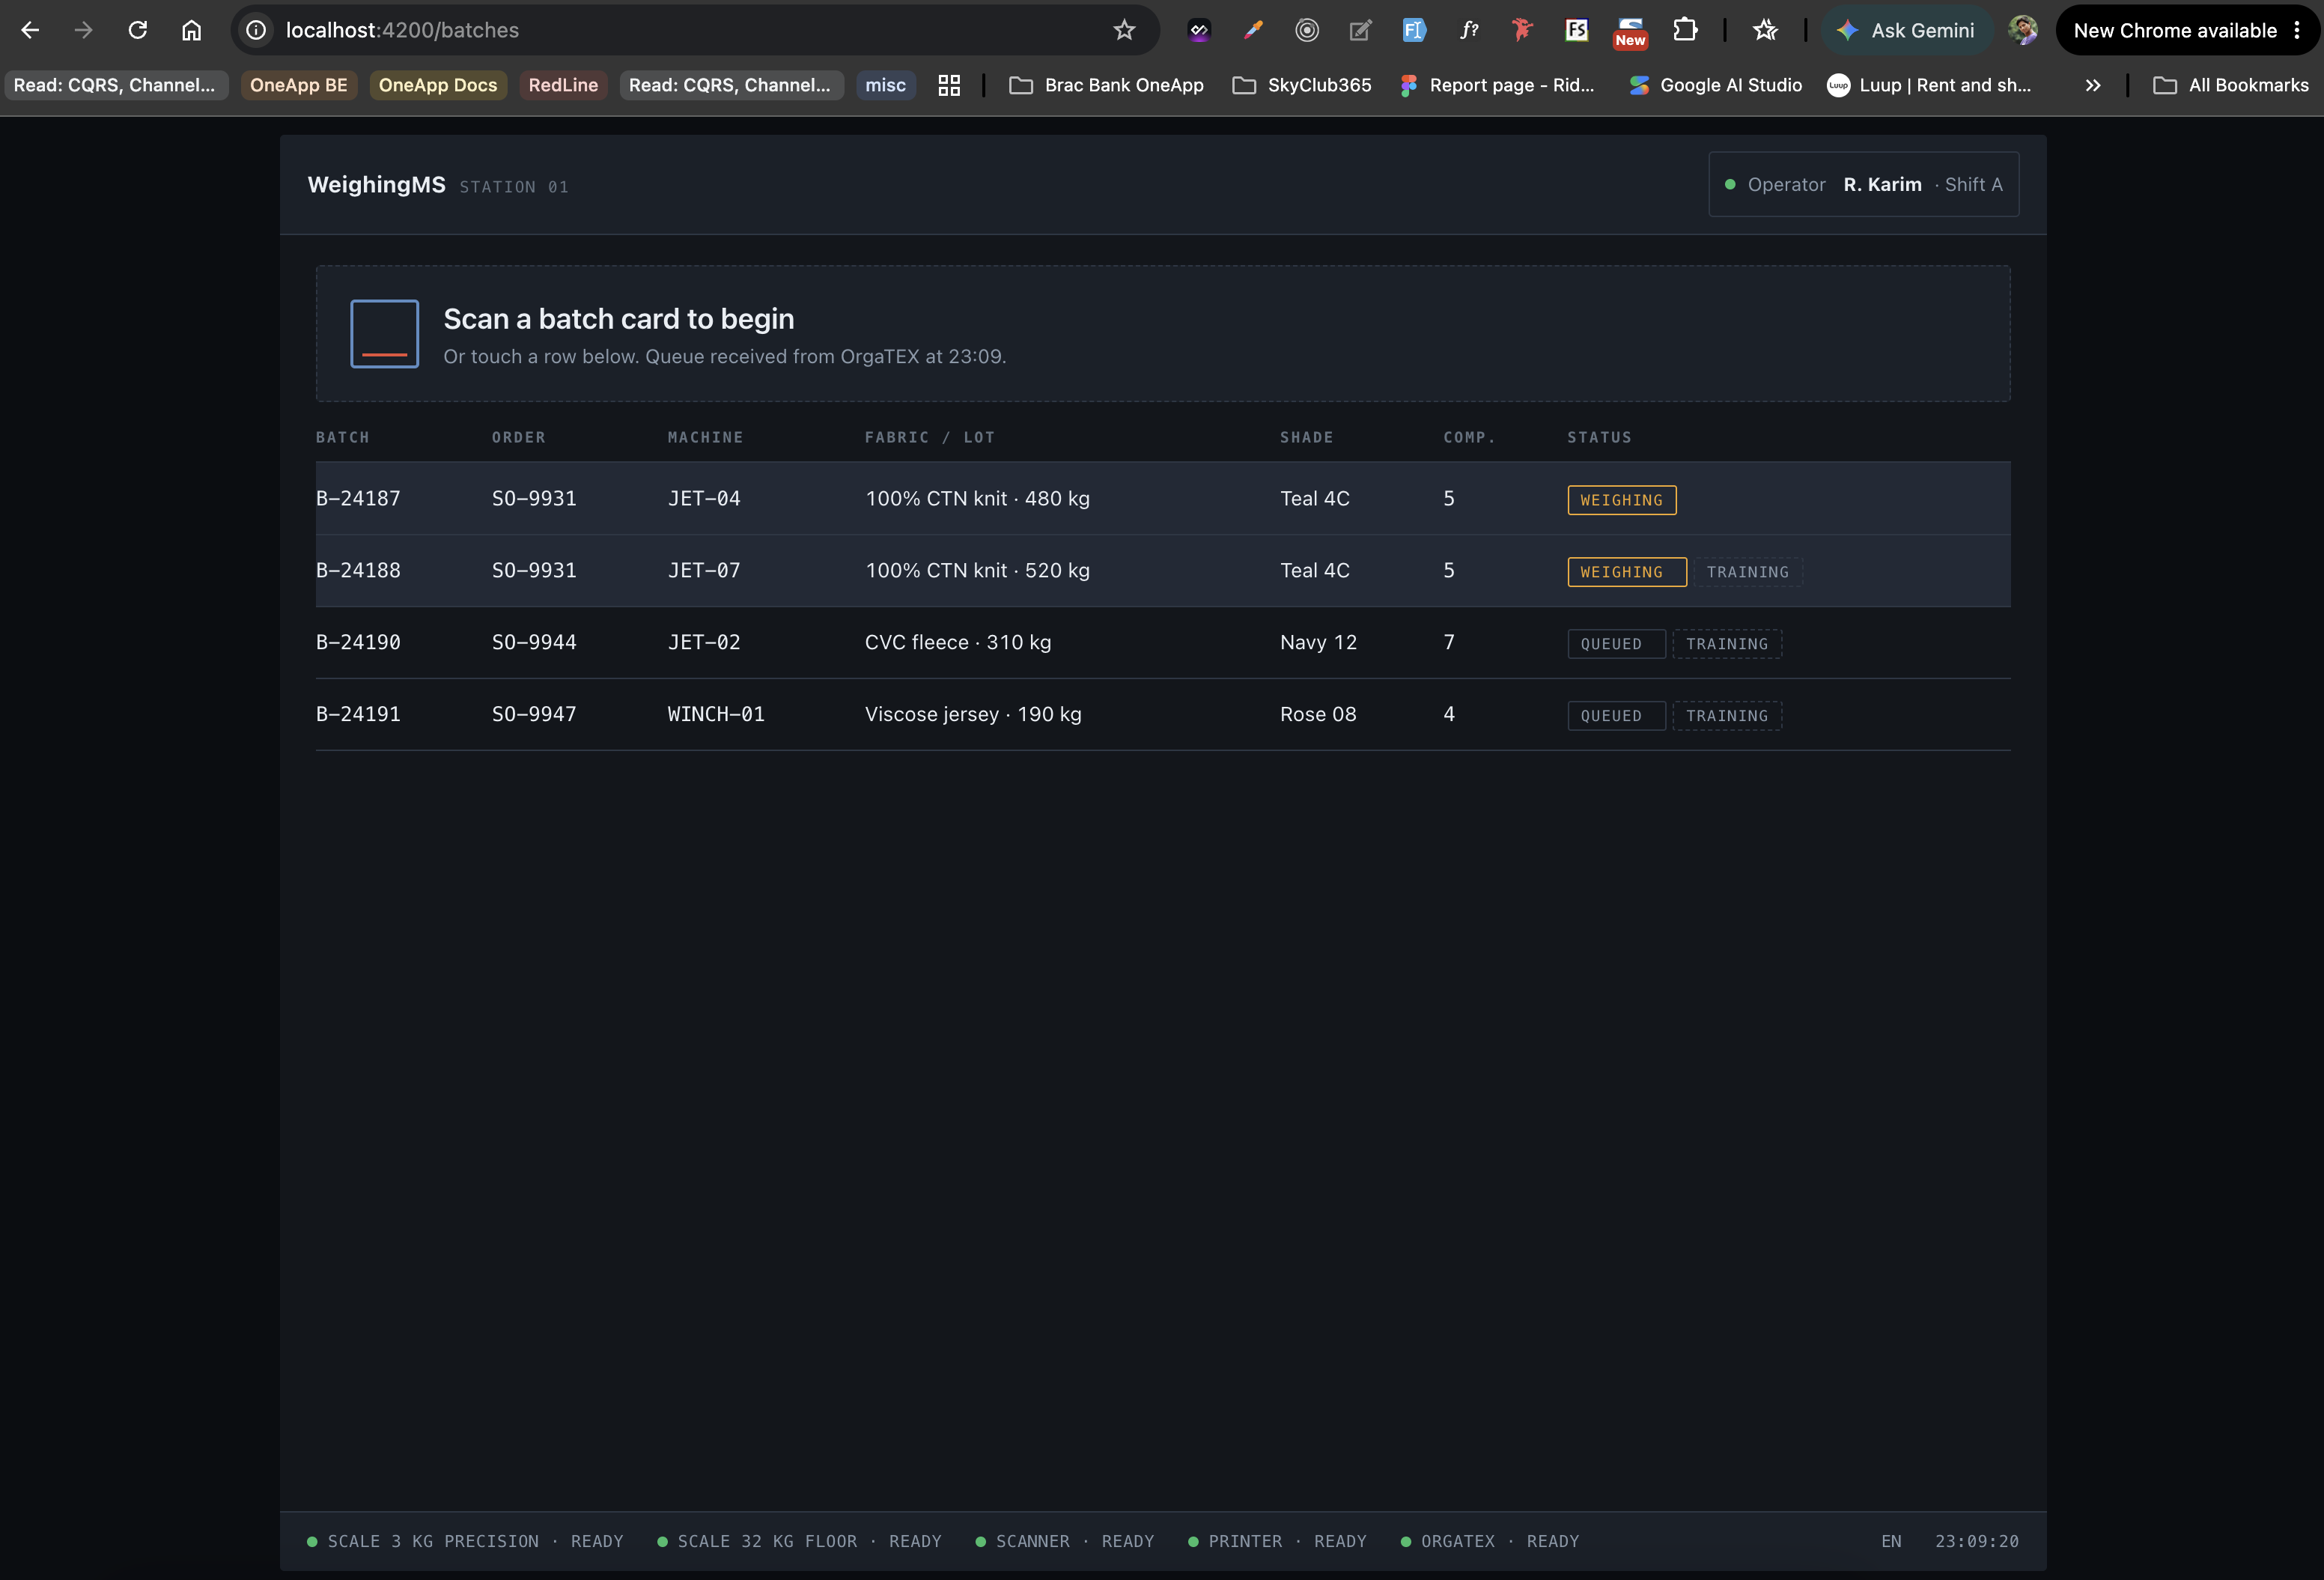 localhost:4200/batches
New
Ask Gemini
New Chrome available
Read: CQRS, Channel...
OneApp BE
OneApp Docs
RedLine
Read: CQRS, Channel...
misc
Brac Bank OneApp
SkyClub365
Report page - Rid...
Google AI Studio
Luup | Rent and sh...
All Bookmarks
WeighingMS STATION 01
Operator R. Karim · Shift A
Scan a batch card to begin
Or touch a row below. Queue received from OrgaTEX at 23:09.
BATCH ORDER MACHINE FABRIC / LOT SHADE COMP. STATUS
B-24187 SO-9931 JET-04 100% CTN knit · 480 kg Teal 4C 5 WEIGHING
B-24188 SO-9931 JET-07 100% CTN knit · 520 kg Teal 4C 5 WEIGHING TRAINING
B-24190 SO-9944 JET-02 CVC fleece · 310 kg Navy 12 7 QUEUED TRAINING
B-24191 SO-9947 WINCH-01 Viscose jersey · 190 kg Rose 08 4 QUEUED TRAINING
SCALE 3 KG PRECISION · READY SCALE 32 KG FLOOR · READY SCANNER · READY PRINTER · READY ORGATEX · READY EN 23:09:20